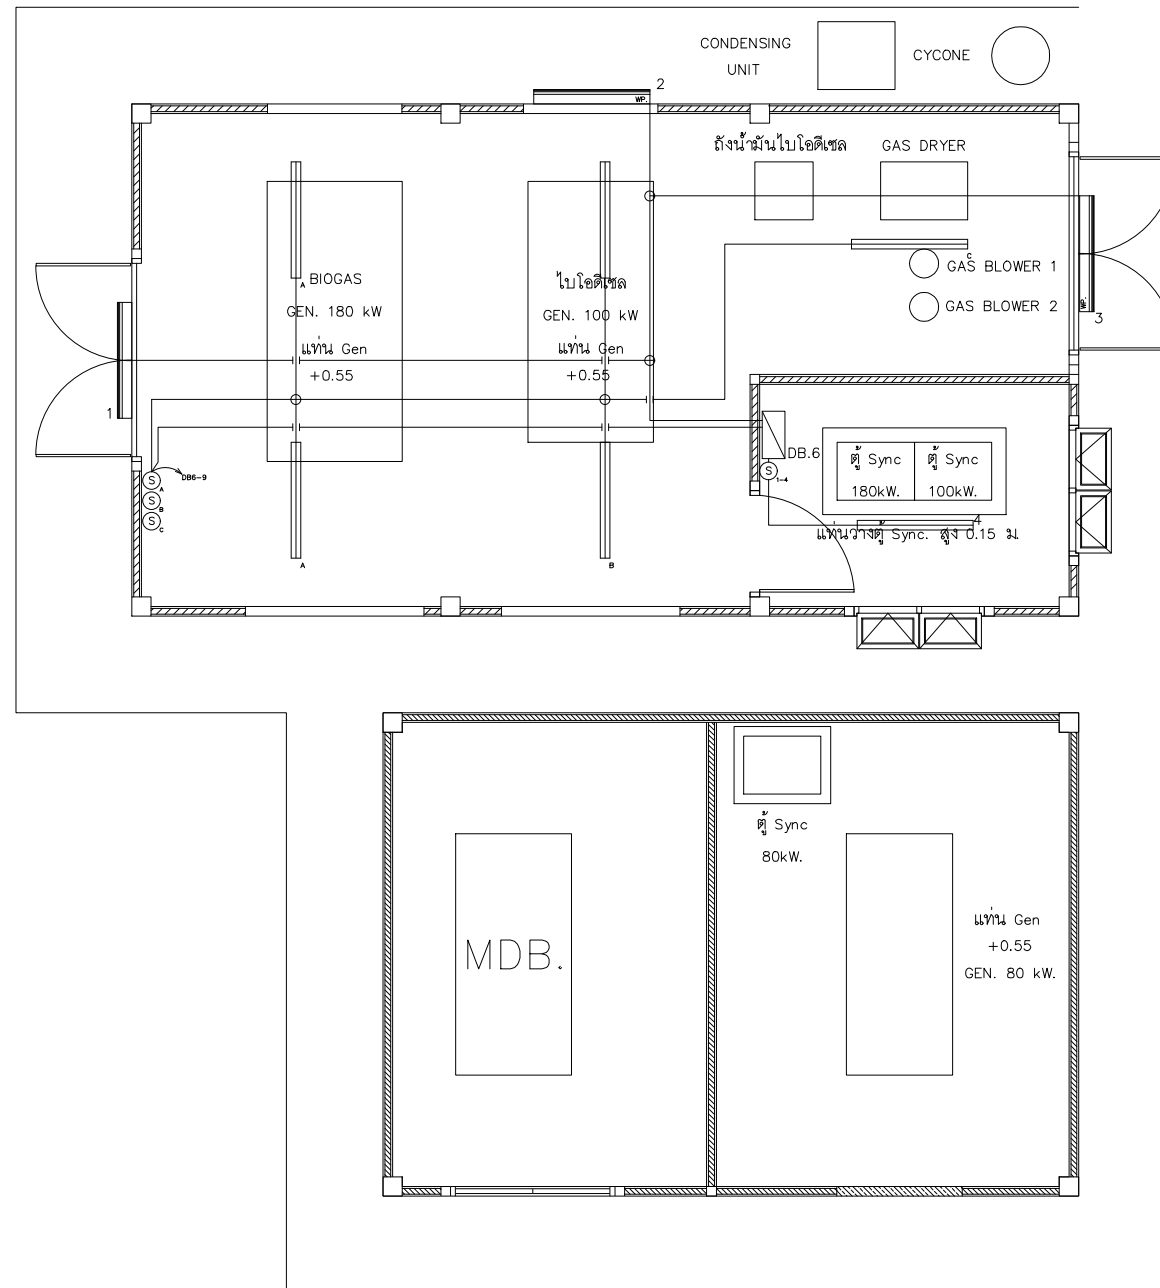 CONDENSING
UNIT
CYCONE
2
WP.
ถังน้ำมันไบโอดีเซล
GAS DRYER
C
GAS BLOWER 1
GAS BLOWER 2
WP.
3
A
BIOGAS
GEN. 180 kW
แท่น Gen
+0.55
ไบโอดีเซล
GEN. 100 kW
แท่น Gen
+0.55
1
DB6-9
S
A
S
B
S
C
A
B
DB.6
S
1-4
ตู้ Sync
180kW.
ตู้ Sync
100kW.
4
แท่นวางตู้ Sync. สูง 0.15 ม.
ตู้ Sync
80kW.
MDB.
แท่น Gen
+0.55
GEN. 80 kW.